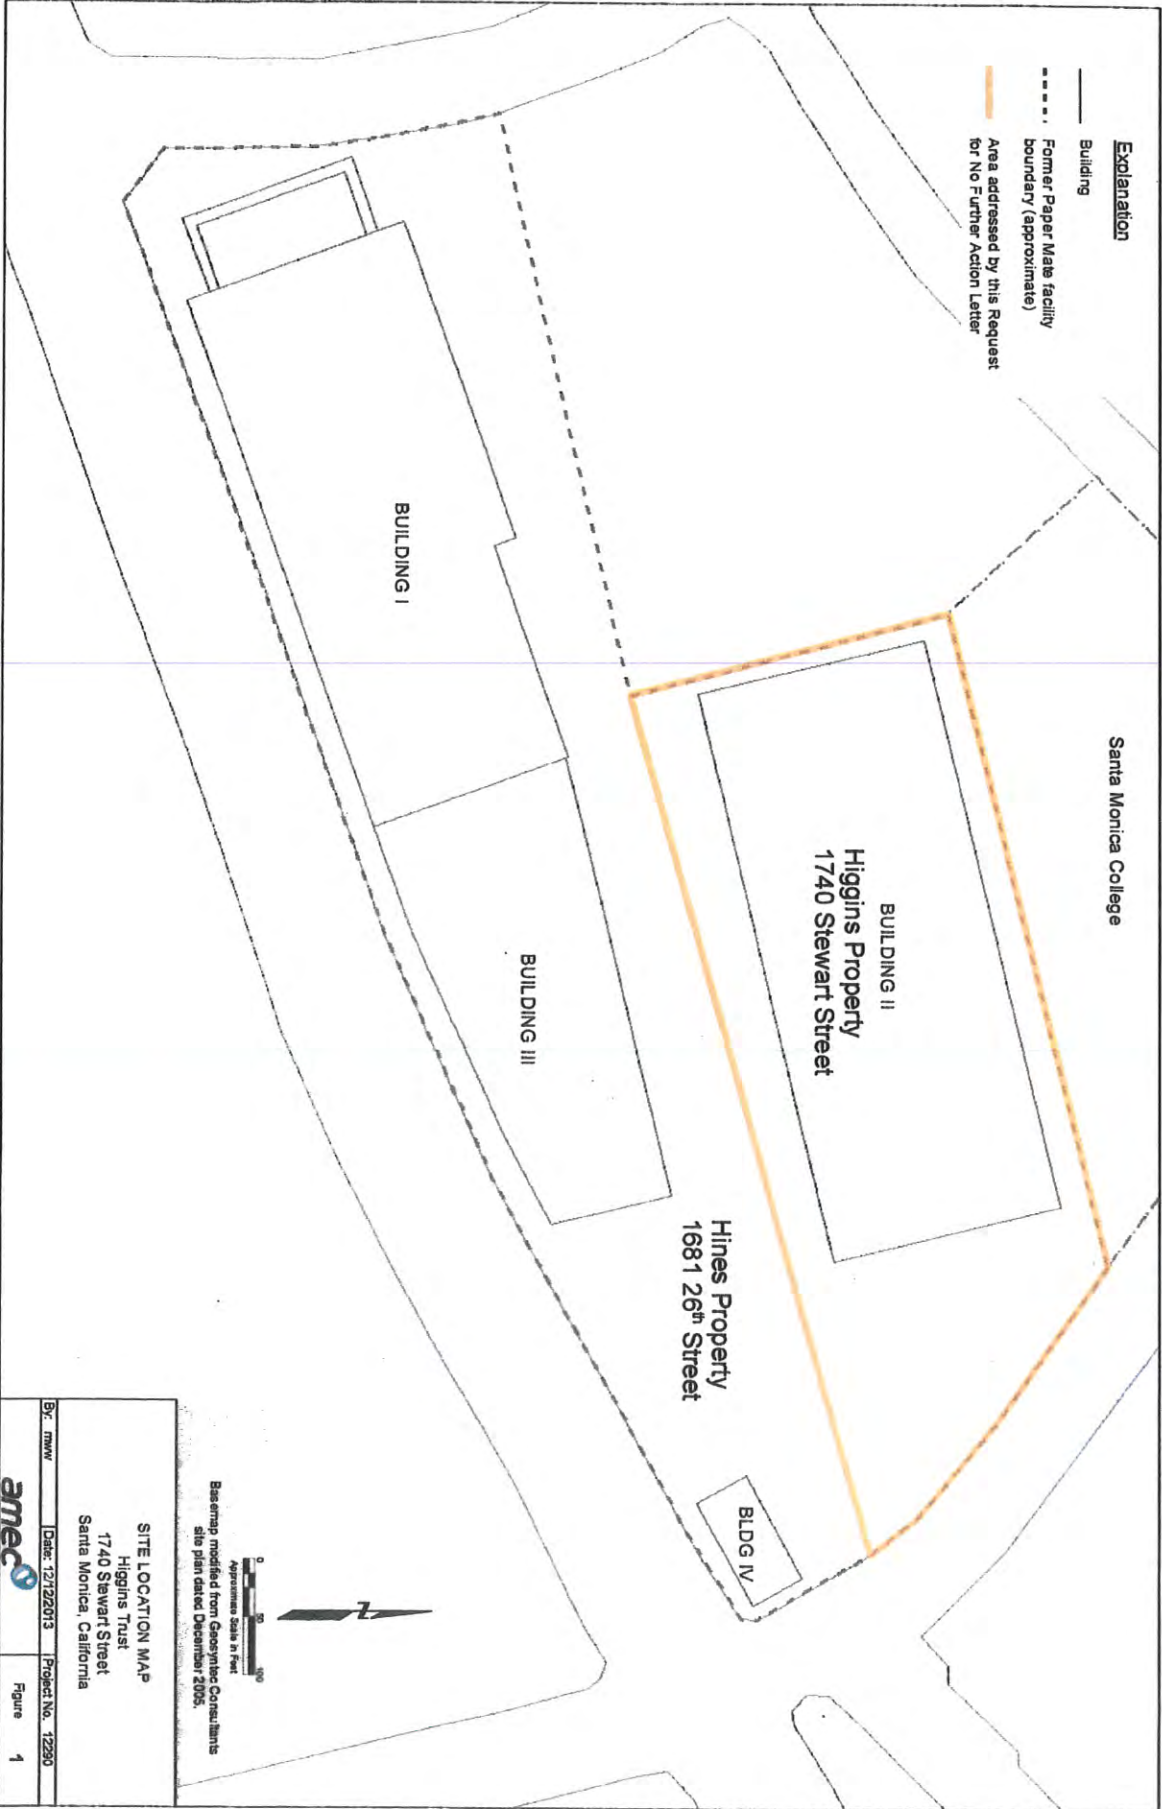 Explanation
Building
Former Paper Mate facility
boundary (approximate)
Area addressed by this Request
for No Further Action Letter
Santa Monica College
BUILDING II
Higgins Property
1740 Stewart Street
BUILDING I
BUILDING III
Hines Property
1681 26th Street
BLDG IV
Z
0 50 100
Approximate Scale in Feet
Basemap modified from Geosyntec Consultants
site plan dated December 2005.
SITE LOCATION MAP
Higgins Trust
1740 Stewart Street
Santa Monica, California
By: mww Date: 12/12/2013 Project No. 12290
amec
Figure 1